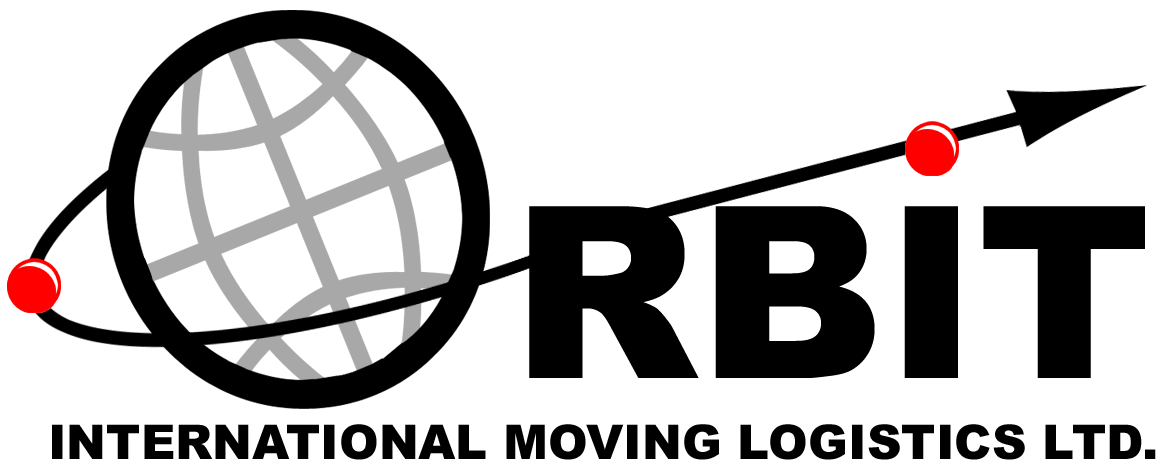 ORBIT
INTERNATIONAL MOVING LOGISTICS LTD.